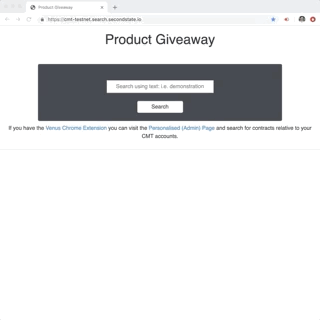 Product Giveaway
https://cmt-testnet.search.secondstate.io
Product Giveaway
Search using text: i.e. demonstration
Search
If you have the Venus Chrome Extension you can visit the Personalised (Admin) Page and search for contracts relative to your
CMT accounts.